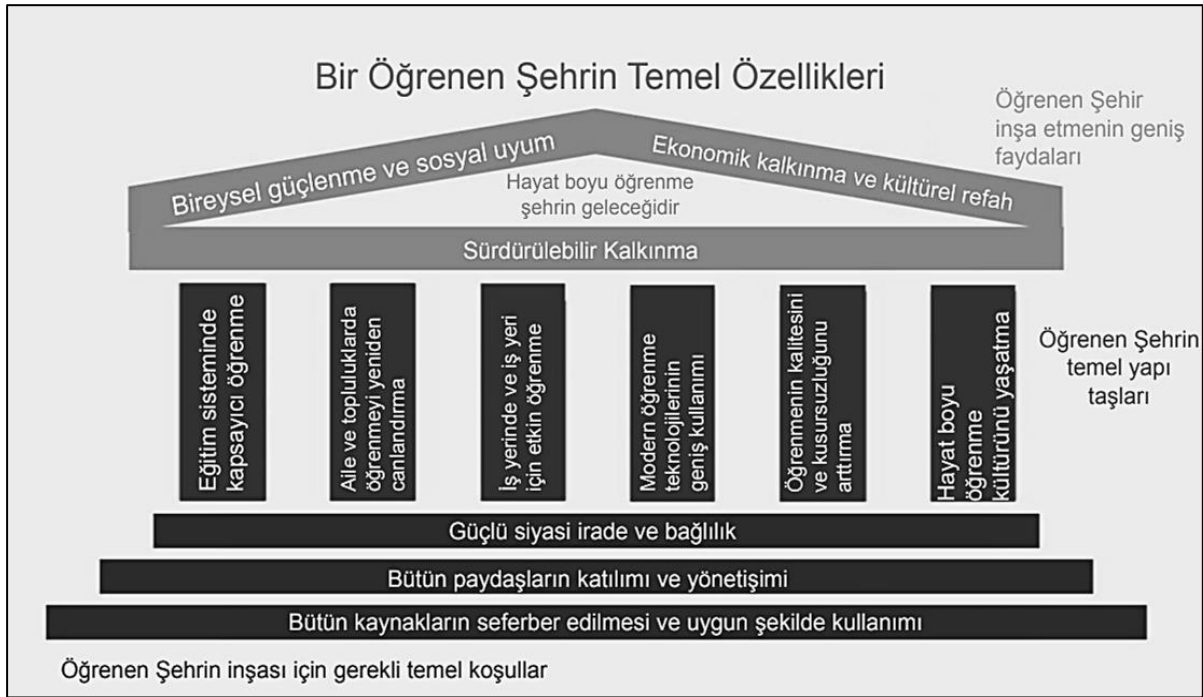 Bir Öğrenen Şehrin Temel Özellikleri
Öğrenen Şehir
inşa etmenin geniş
faydaları
Bireysel güçlenme ve sosyal uyum
Ekonomik kalkınma ve kültürel refah
Hayat boyu öğrenme
şehrin geleceğidir
Sürdürülebilir Kalkınma
Eğitim sisteminde
kapsayıcı öğrenme
Aile ve topluluklarda
öğrenmeyi yeniden
canlandırma
İş yerinde ve iş yeri
için etkin öğrenme
Modern öğrenme
teknolojilerinin
geniş kullanımı
Öğrenmenin kalitesini
ve kusursuzluğunu
arttırma
Hayat boyu
öğrenme
kültürünü yaşatma
Öğrenen Şehrin
temel yapı
taşları
Güçlü siyasi irade ve bağlılık
Bütün paydaşların katılımı ve yönetişimi
Bütün kaynakların seferber edilmesi ve uygun şekilde kullanımı
Öğrenen Şehrin inşası için gerekli temel koşullar